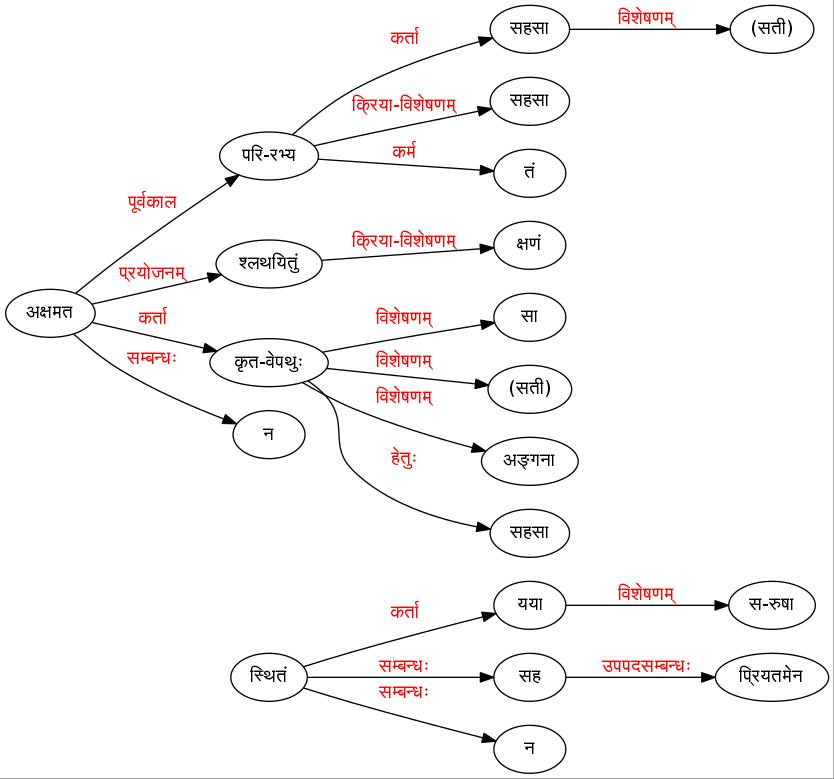 सहसा
विशेषणम्
(सती)
कर्ता
सहसा
क्रिया-विशेषणम्
परि-रभ्य
कर्म
तं
पूर्वकाल
क्रिया-विशेषणम्
क्षणं
श्लथयितुं
प्रयोजनम्
अक्षमत
कर्ता
विशेषणम्
सा
सम्बन्धः
कृत-वेपथुः
विशेषणम्
(सती)
विशेषणम्
न
अङ्गना
हेतुः
सहसा
कर्ता
यया
विशेषणम्
स-रुषा
स्थितं
सम्बन्धः
सह
उपपदसम्बन्धः
प्रियतमेन
सम्बन्धः
न